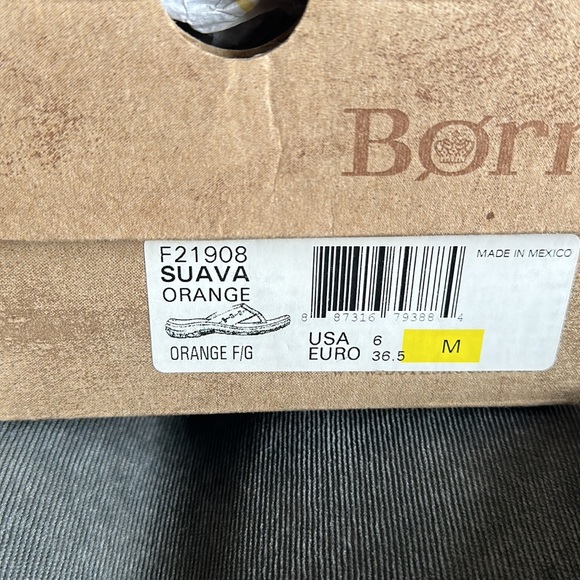 Børn
F21908
SUAVA
ORANGE
ORANGE F/G
8 87316 79388 4
MADE IN MEXICO
USA 6
EURO 36.5
M